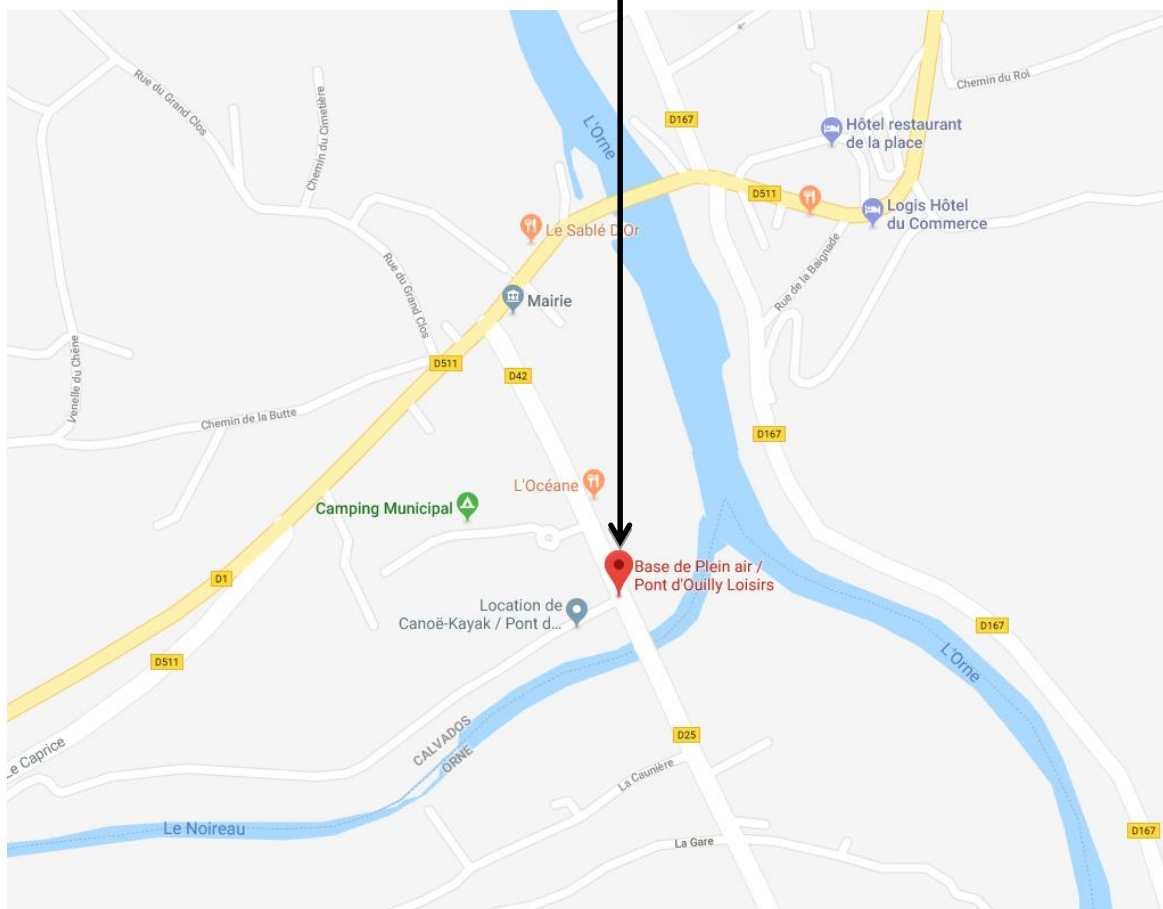 Rue du Grand Clos
Chemin du Cimetière
L'Orne
D167
Chemin du Roi
Hôtel restaurant
de la place
D511
Logis Hôtel
du Commerce
Le Sablé D'Or
Rue du Grand Clos
Mairie
Rue de la Baignade
Venelle du Chêne
D511
D42
Chemin de la Butte
D167
L'Océane
Camping Municipal
Base de Plein air /
Pont d'Ouilly Loisirs
D1
Location de
Canoë-Kayak / Pont d...
D167
D511
L'Orne
Le Caprice
CALVADOS
ORNE
D25
La Caunière
Le Noireau
La Gare
D167